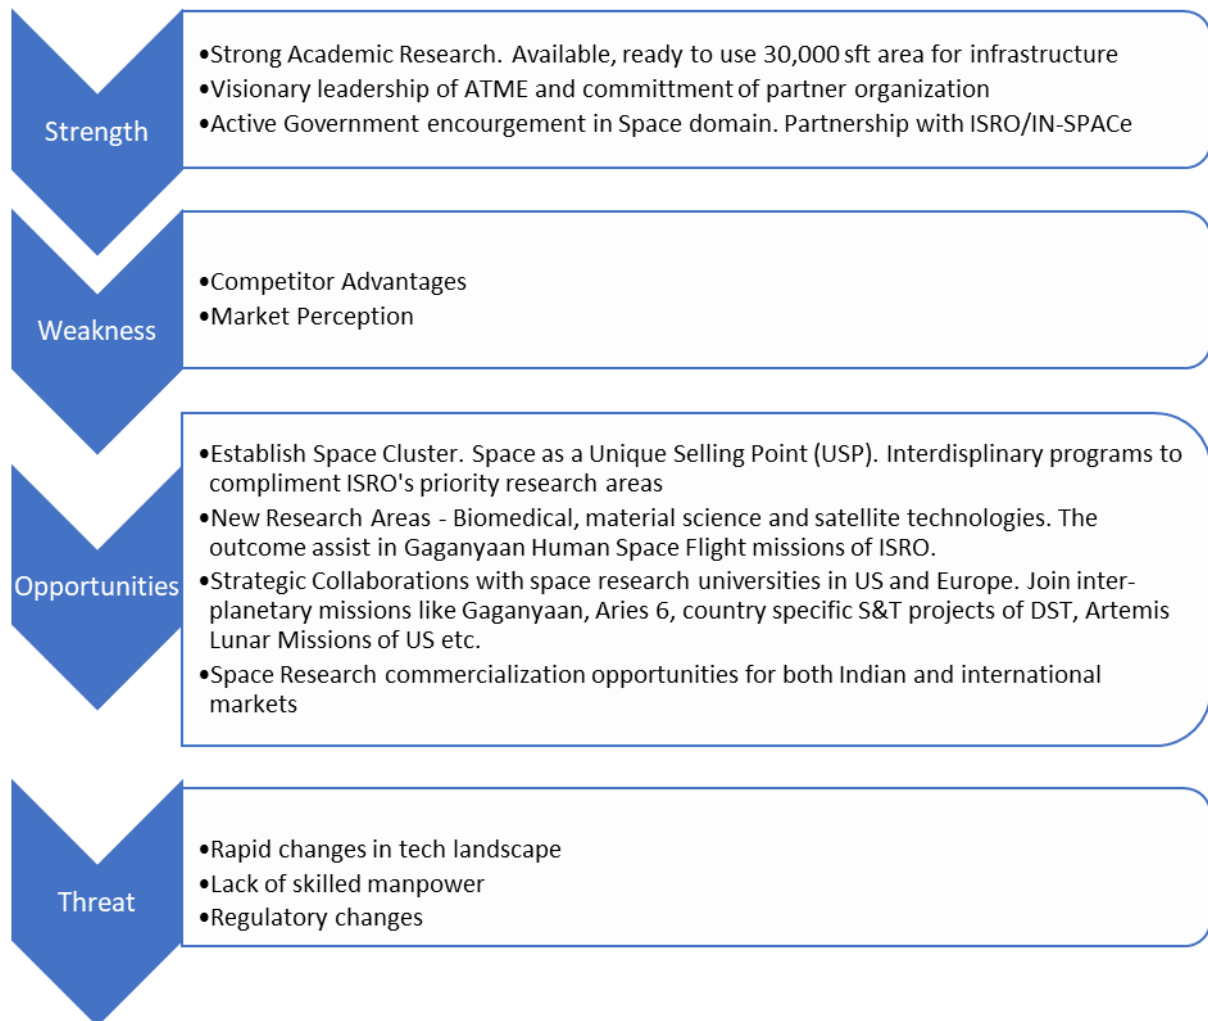 Strength
•Strong Academic Research. Available, ready to use 30,000 sft area for infrastructure
•Visionary leadership of ATME and committment of partner organization
•Active Government encourgement in Space domain. Partnership with ISRO/IN-SPACe
Weakness
•Competitor Advantages
•Market Perception
Opportunities
•Establish Space Cluster. Space as a Unique Selling Point (USP). Interdisplinary programs to
compliment ISRO's priority research areas
•New Research Areas - Biomedical, material science and satellite technologies. The
outcome assist in Gaganyaan Human Space Flight missions of ISRO.
•Strategic Collaborations with space research universities in US and Europe. Join inter-
planetary missions like Gaganyaan, Aries 6, country specific S&T projects of DST, Artemis
Lunar Missions of US etc.
•Space Research commercialization opportunities for both Indian and international
markets
Threat
•Rapid changes in tech landscape
•Lack of skilled manpower
•Regulatory changes